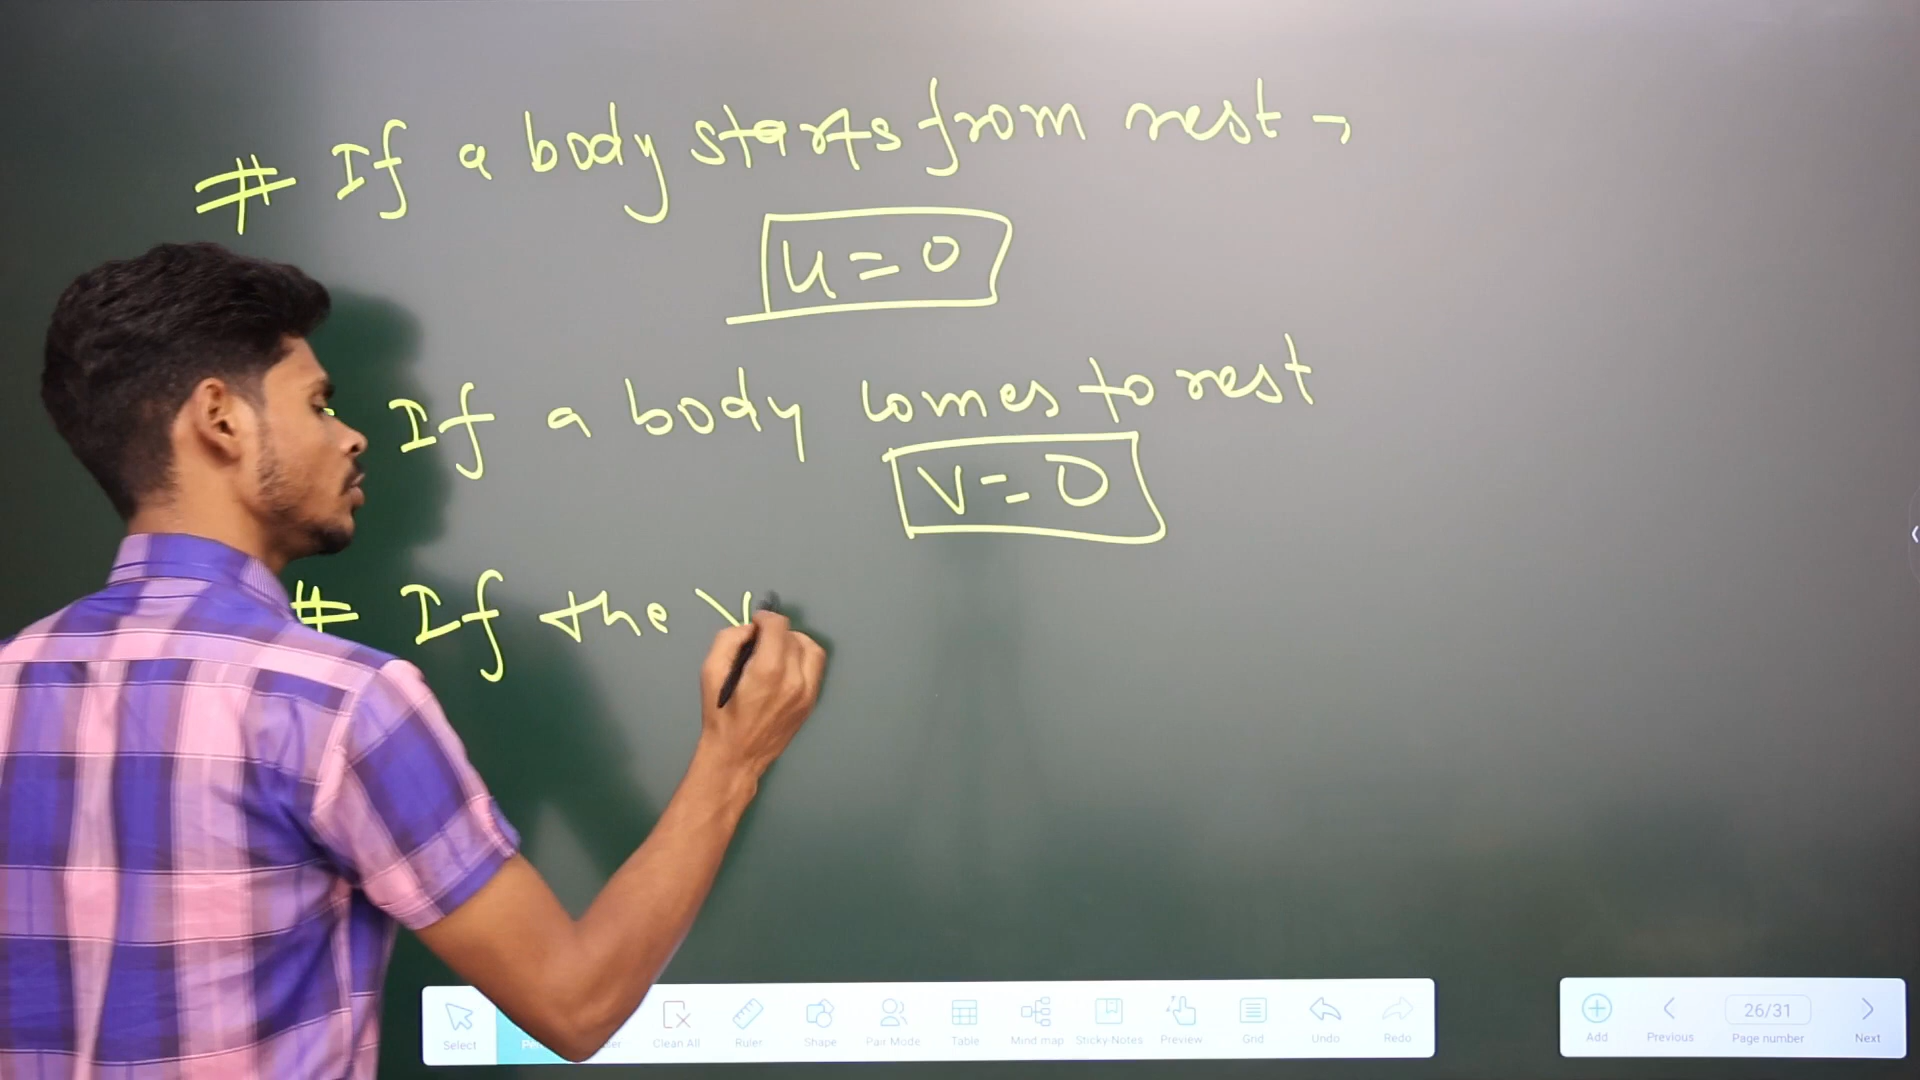 # If a body starts from rest,
u = 0
If a body comes to rest
v = 0
# If the v
Select
Clean All
Ruler
Shape
Pair Mode
Table
Mind map
Sticky Notes
Preview
Grid
Undo
Redo
Add
Previous
26/31
Page number
Next